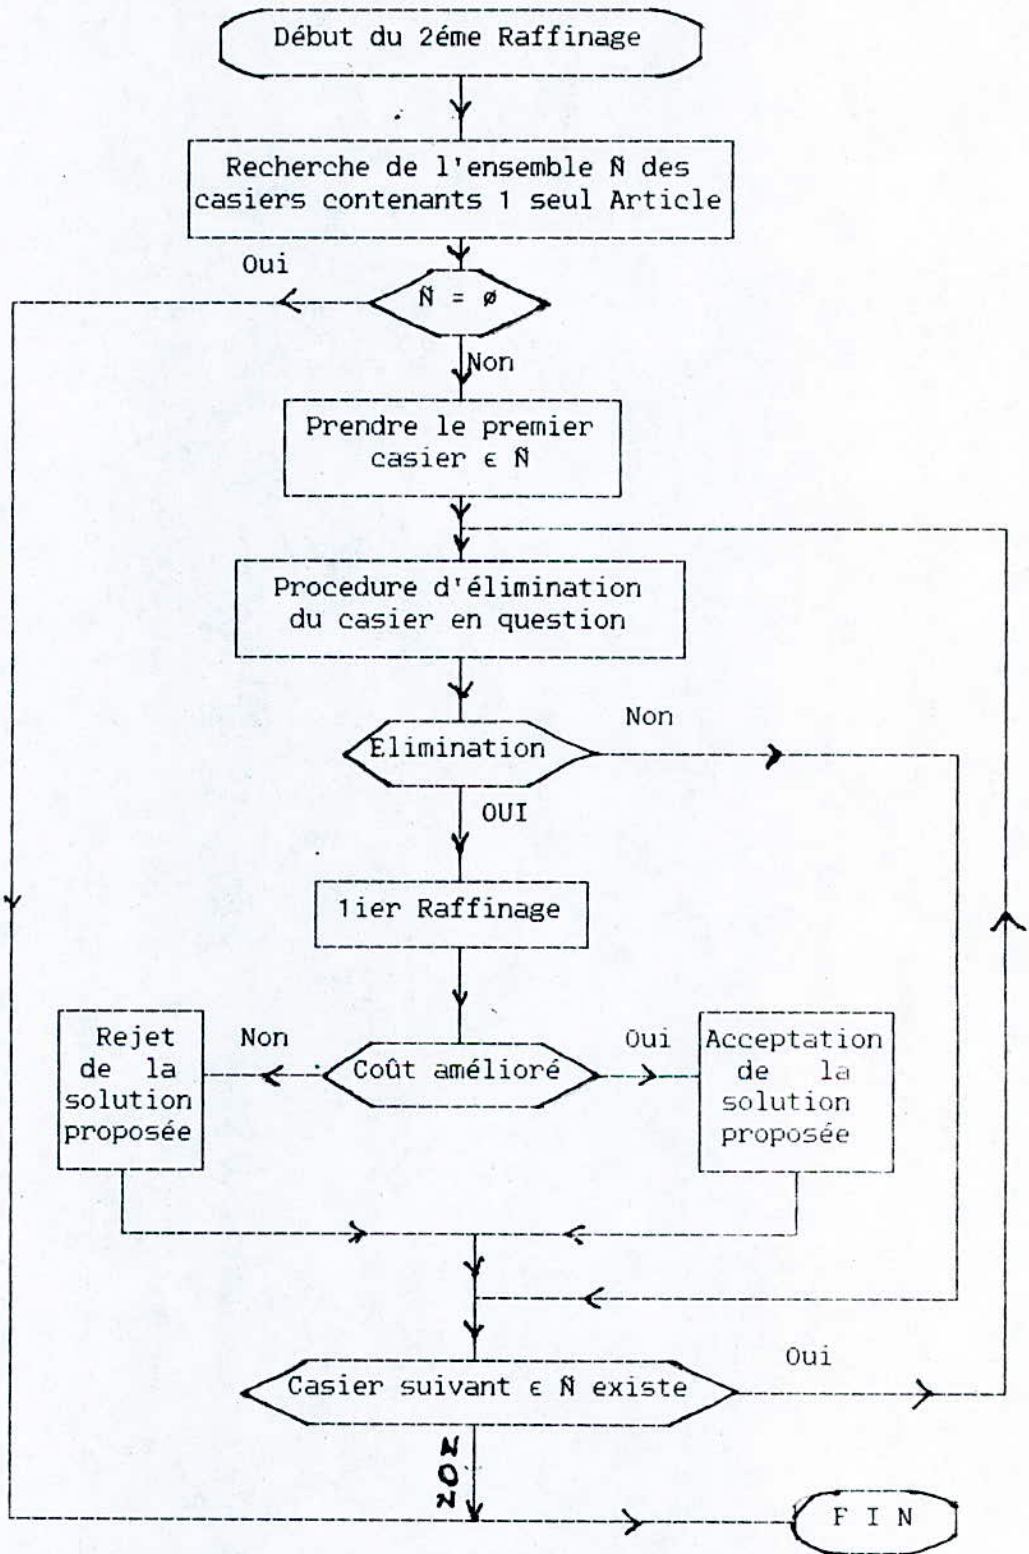 Début du 2éme Raffinage
Recherche de l'ensemble Ñ des
casiers contenants 1 seul Article
Oui
Ñ = ø
Non
Prendre le premier
casier ϵ Ñ
Procedure d'élimination
du casier en question
Elimination
Non
OUI
1ier Raffinage
Rejet
de la
solution
proposée
Non
Coût amélioré
Oui
Acceptation
de la
solution
proposée
Casier suivant ϵ Ñ existe
Oui
NON
F I N